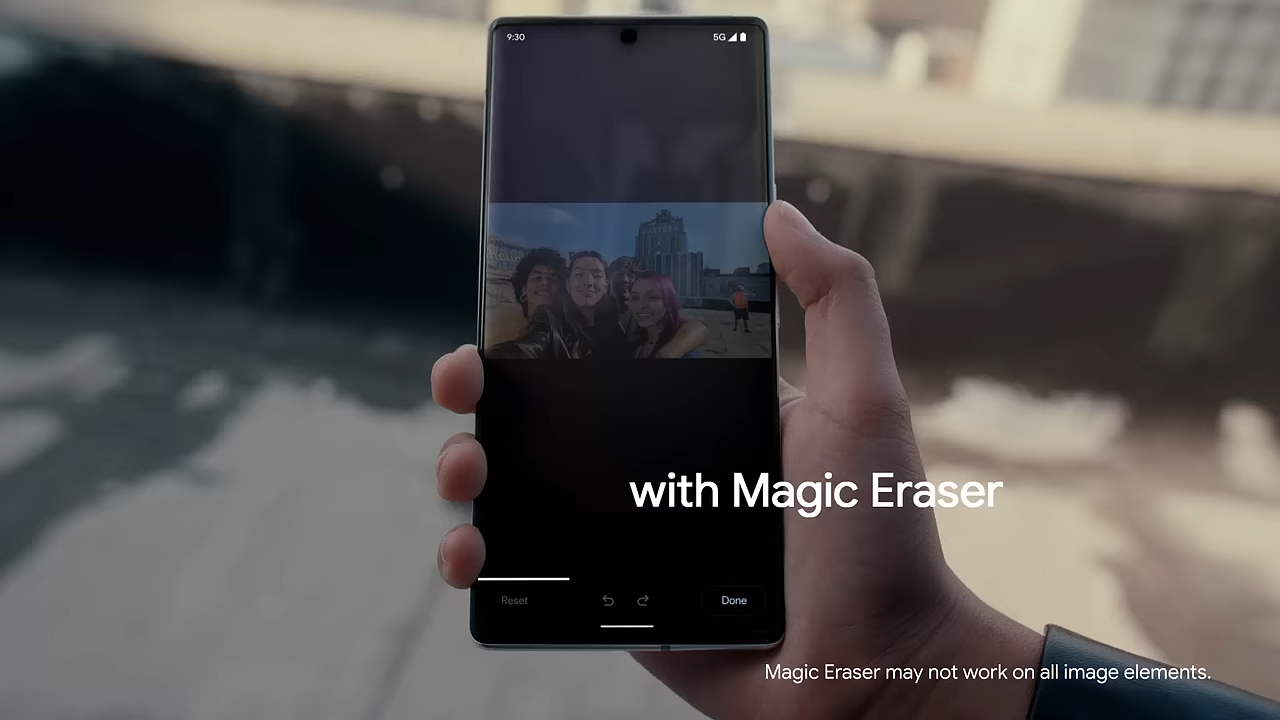 9:30
5G
with Magic Eraser
Reset
Done
Magic Eraser may not work on all image elements.